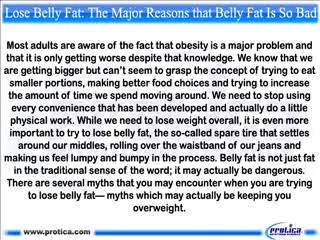 Lose Belly Fat: The Major Reasons that Belly Fat Is So Bad
Most adults are aware of the fact that obesity is a major problem and
that it is only getting worse despite that knowledge. We know that we
are getting bigger but can't seem to grasp the concept of trying to eat
smaller portions, making better food choices and trying to increase
the amount of time we spend moving around. We need to stop using
every convenience that has been developed and actually do a little
physical work. While we need to lose weight overall, it is even more
important to try to lose belly fat, the so-called spare tire that settles
around our middles, rolling over the waistband of our jeans and
making us feel lumpy and bumpy in the process. Belly fat is not just fat
in the traditional sense of the word; it may actually be dangerous.
There are several myths that you may encounter when you are trying
to lose belly fat— myths which may actually be keeping you
overweight.
www.protica.com
protica